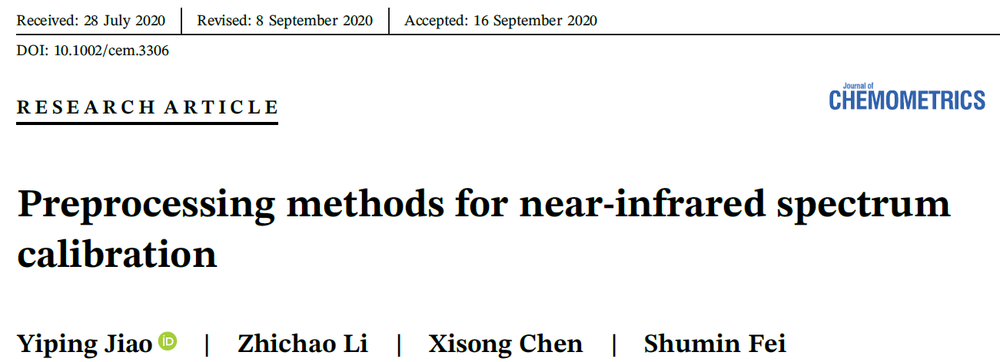 Received: 28 July 2020 | Revised: 8 September 2020 | Accepted: 16 September 2020
DOI: 10.1002/cem.3306
Journal of
CHEMOMETRICS
RESEARCH ARTICLE
Preprocessing methods for near-infrared spectrum
calibration
Yiping Jiao iD | Zhichao Li | Xisong Chen | Shumin Fei